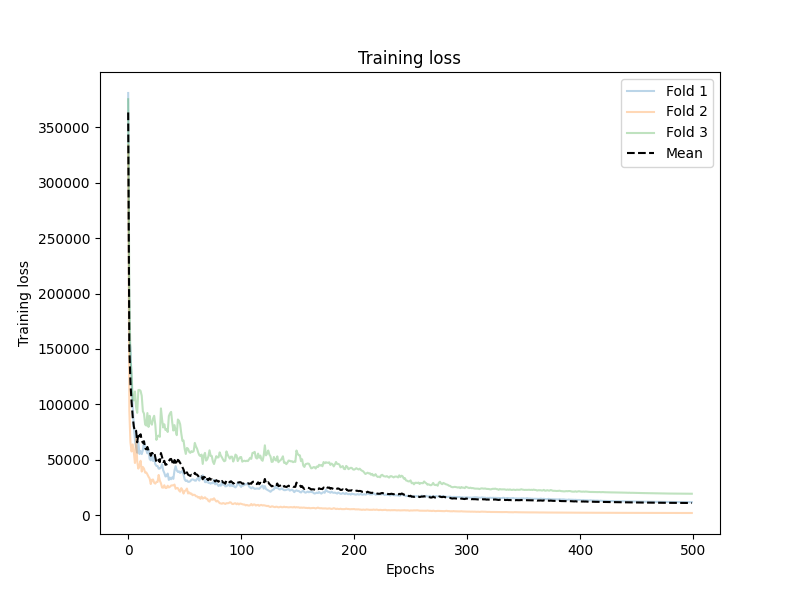 Training loss
Fold 1
Fold 2
Fold 3
Mean
Training loss
350000
300000
250000
200000
150000
100000
50000
0
0 100 200 300 400 500
Epochs